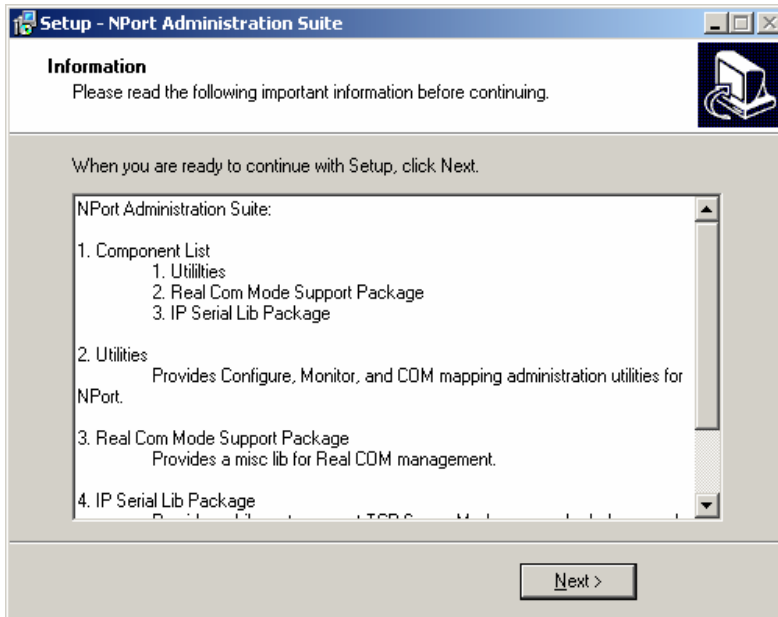 Setup - NPort Administration Suite
Information
Please read the following important information before continuing.
When you are ready to continue with Setup, click Next.
NPort Administration Suite:
1. Component List
1. Utililties
2. Real Com Mode Support Package
3. IP Serial Lib Package
2. Utilities
Provides Configure, Monitor, and COM mapping administration utilities for
NPort.
3. Real Com Mode Support Package
Provides a misc lib for Real COM management.
4. IP Serial Lib Package
Next >